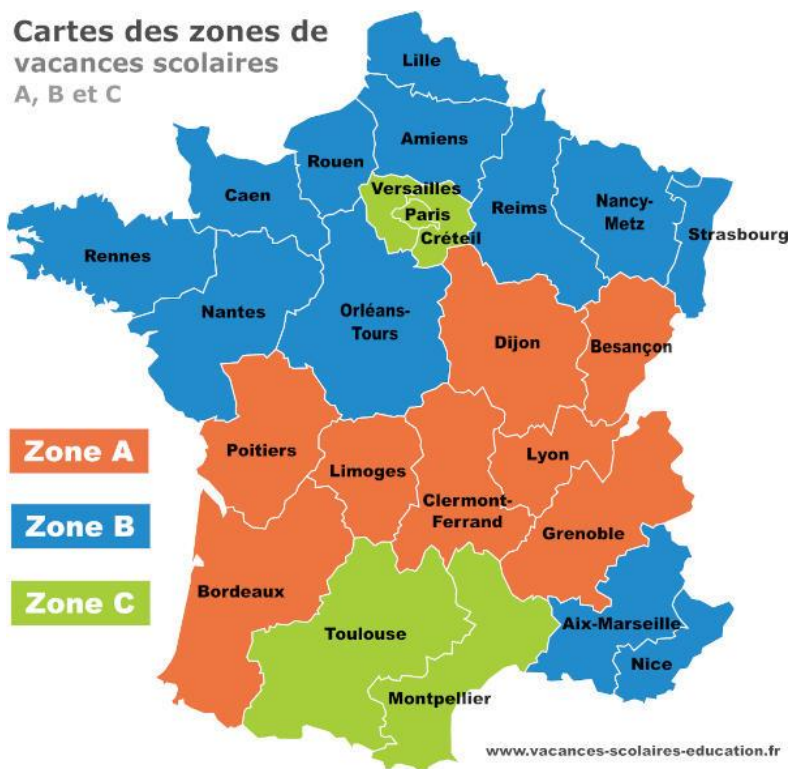 Cartes des zones de
vacances scolaires
A, B et C
Lille
Amiens
Rouen
Caen
Versailles
Paris
Créteil
Reims
Nancy-
Metz
Strasbourg
Rennes
Nantes
Orléans-
Tours
Dijon
Besançon
Zone A
Poitiers
Limoges
Lyon
Clermont-
Ferrand
Grenoble
Zone B
Zone C
Bordeaux
Toulouse
Aix-Marseille
Nice
Montpellier
www.vacances-scolaires-education.fr